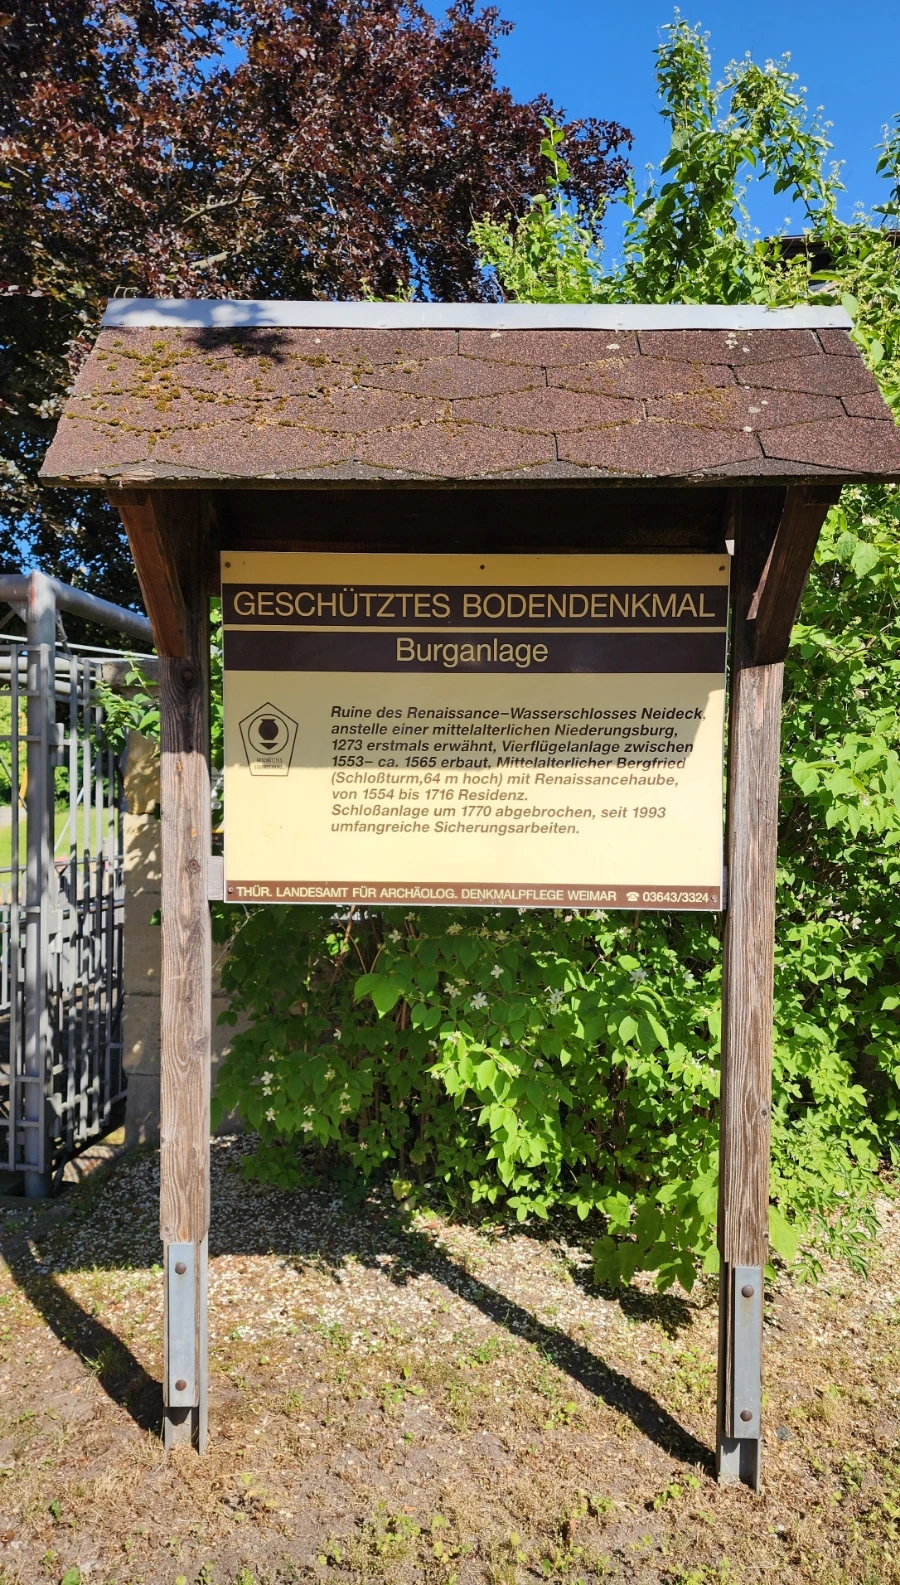 GESCHÜTZTES BODENDENKMAL
Burganlage
Ruine des Renaissance–Wasserschlosses Neideck,
anstelle einer mittelalterlichen Niederungsburg,
1273 erstmals erwähnt, Vierflügelanlage zwischen
1553– ca. 1565 erbaut, Mittelalterlicher Bergfried
(Schloßturm,64 m hoch) mit Renaissancehaube,
von 1554 bis 1716 Residenz.
Schloßanlage um 1770 abgebrochen, seit 1993
umfangreiche Sicherungsarbeiten.
THÜR. LANDESAMT FÜR ARCHÄOLOG. DENKMALPFLEGE WEIMAR ☎ 03643/3324